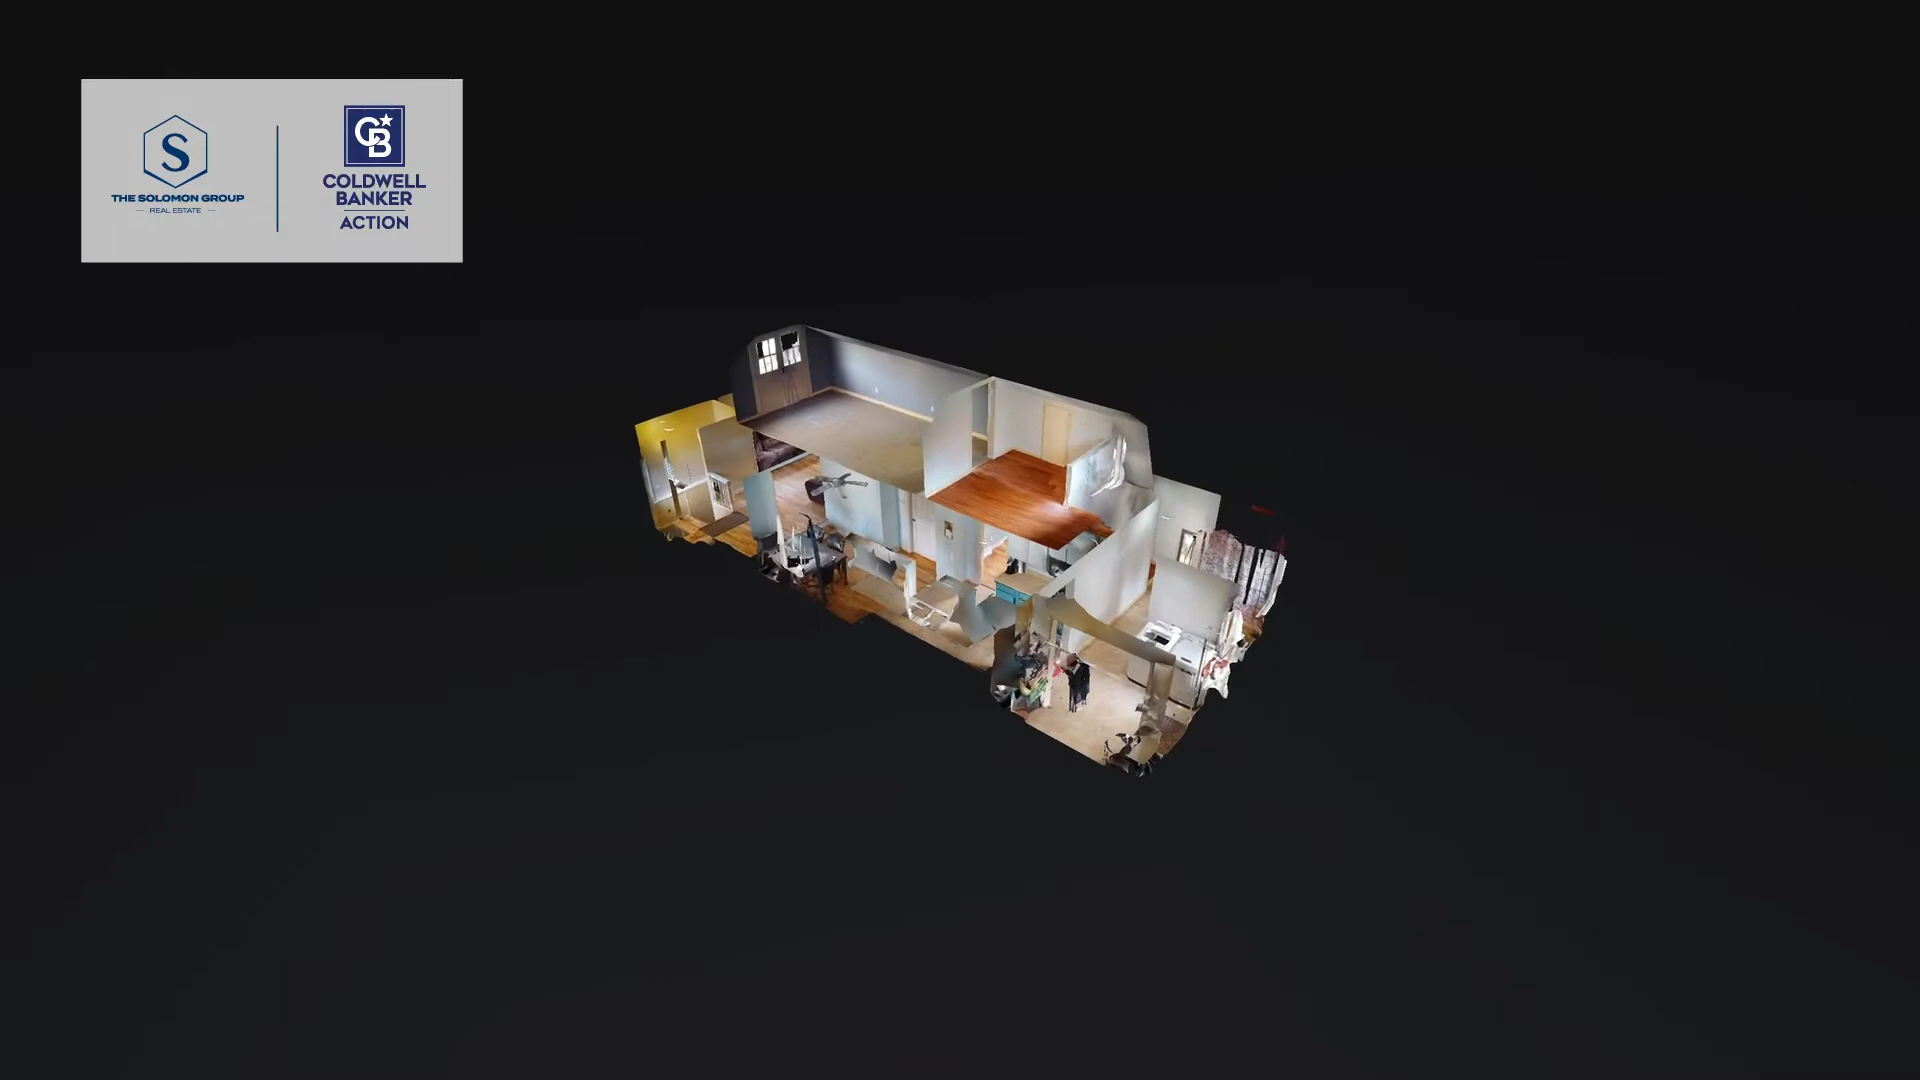 S
THE SOLOMON GROUP
REAL ESTATE
CB
COLDWELL
BANKER
ACTION